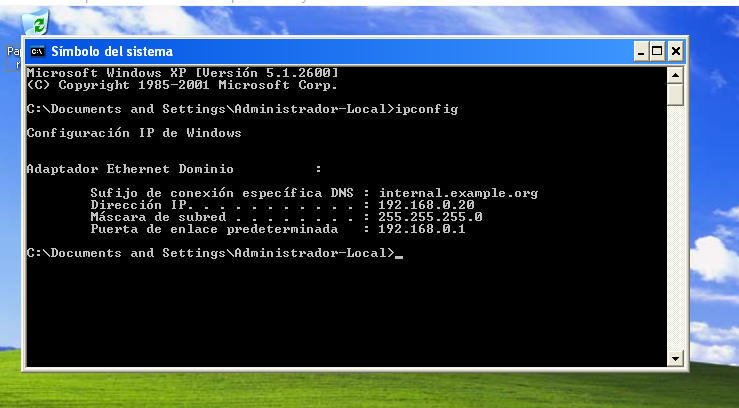 Pa
r
Símbolo del sistema
Microsoft Windows XP [Versión 5.1.2600]
(C) Copyright 1985-2001 Microsoft Corp.
C:\Documents and Settings\Administrador-Local>ipconfig
Configuración IP de Windows
Adaptador Ethernet Dominio :
Sufijo de conexión específica DNS : internal.example.org
Dirección IP. . . . . . . . . . . : 192.168.0.20
Máscara de subred . . . . . . . . : 255.255.255.0
Puerta de enlace predeterminada : 192.168.0.1
C:\Documents and Settings\Administrador-Local>_